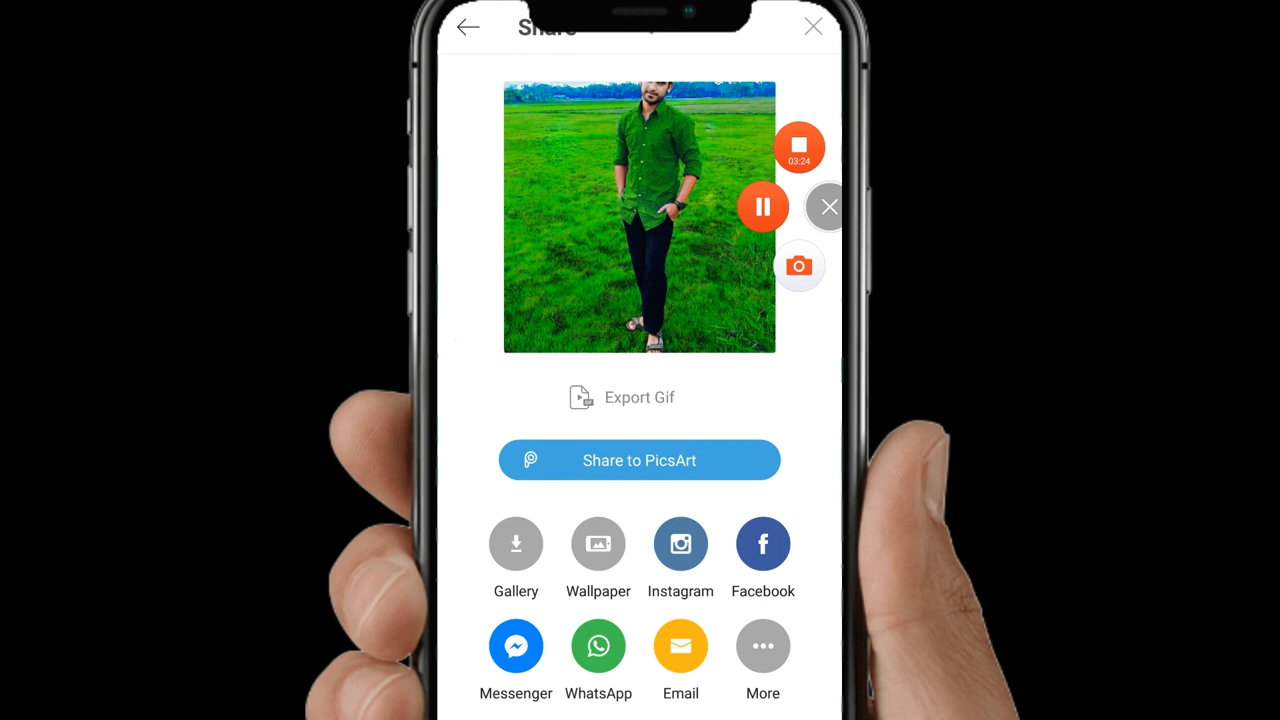 Share
03:24
Export Gif
Share to PicsArt
Gallery Wallpaper Instagram Facebook
Messenger WhatsApp Email More